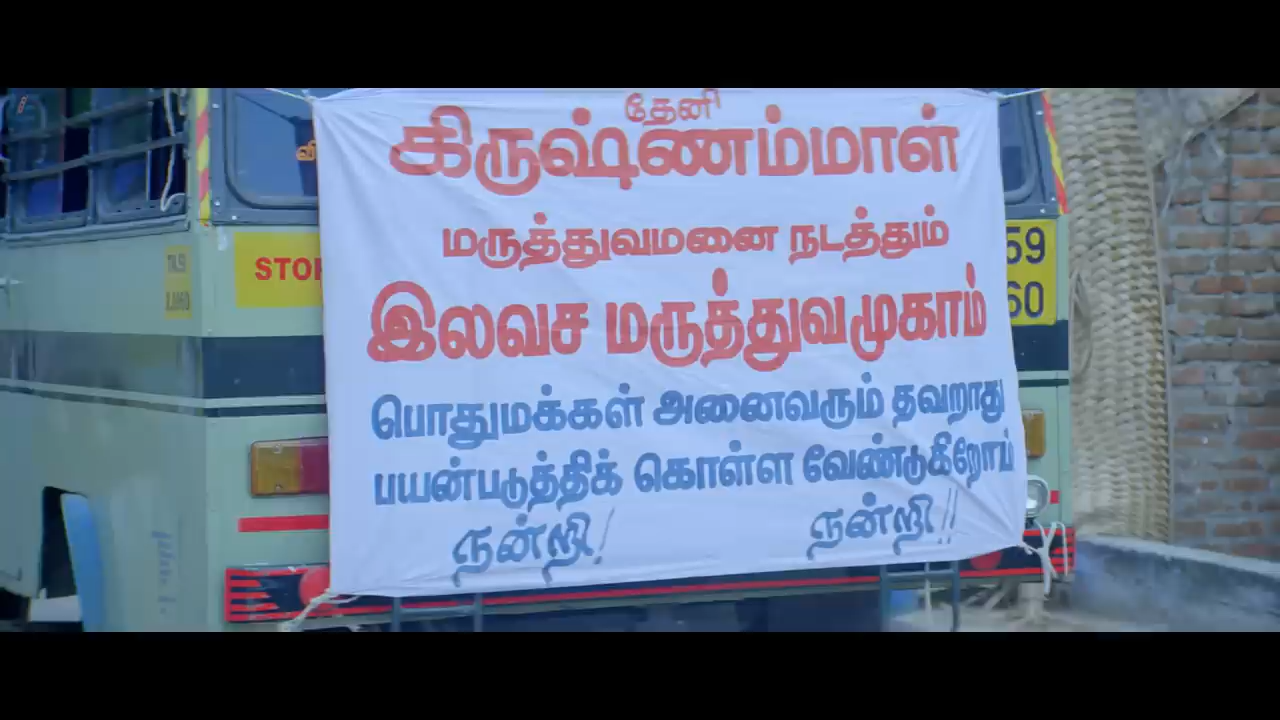 தேனி
கிருஷ்ணம்மாள்
மருத்துவமனை நடத்தும்
இலவச மருத்துவமுகாம்
பொதுமக்கள் அனைவரும் தவறாது
பயன்படுத்திக் கொள்ள வேண்டுகிறோம்
நன்றி! நன்றி!!
STOP
59
60